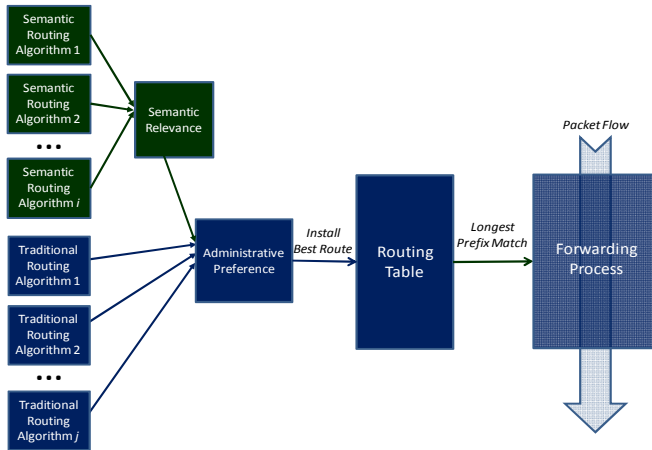 Semantic
Routing
Algorithm 1
Semantic
Routing
Algorithm 2
...
Semantic
Routing
Algorithm i
Semantic
Relevance
Traditional
Routing
Algorithm 1
Traditional
Routing
Algorithm 2
...
Traditional
Routing
Algorithm j
Administrative
Preference
Install
Best Route
Routing
Table
Longest
Prefix Match
Packet Flow
Forwarding
Process